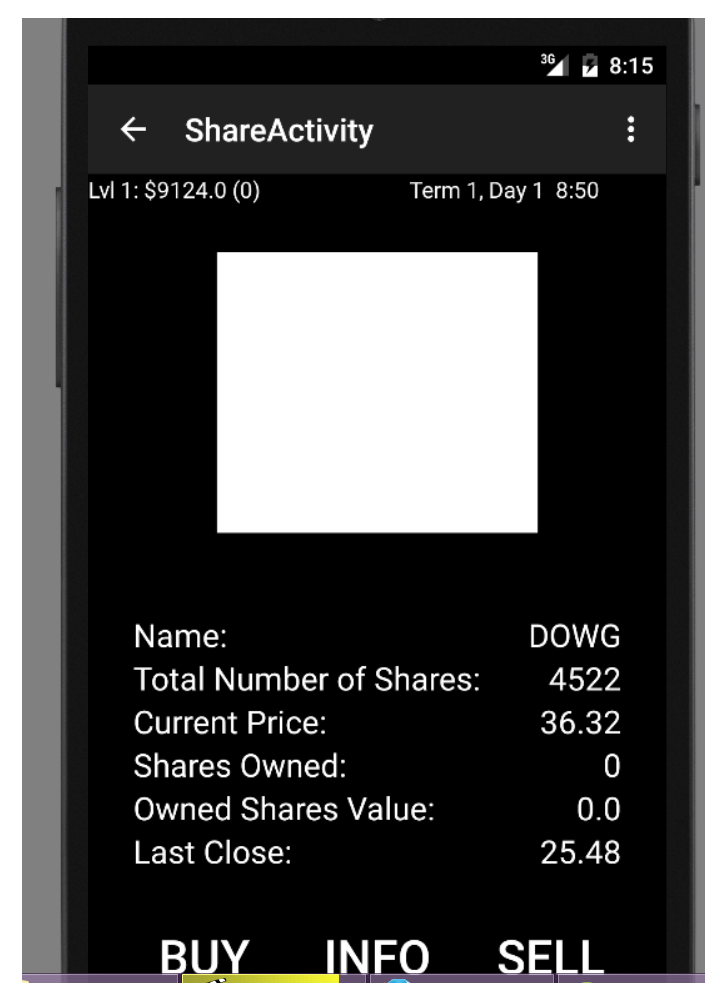 3G 8:15
ShareActivity
Lvl 1: $9124.0 (0) Term 1, Day 1 8:50
Name: DOWG
Total Number of Shares: 4522
Current Price: 36.32
Shares Owned: 0
Owned Shares Value: 0.0
Last Close: 25.48
BUY INFO SELL